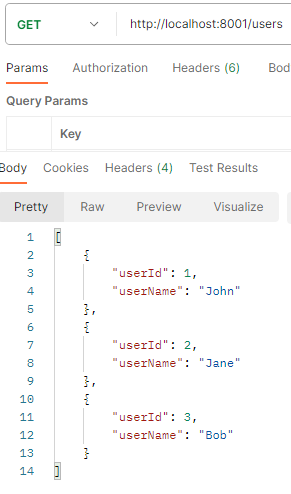 GET http://localhost:8001/users
Params Authorization Headers (6) Bod
Query Params
Key
Body Cookies Headers (4) Test Results
Pretty Raw Preview Visualize
1 [
2 {
3 "userId": 1,
4 "userName": "John"
5 },
6 {
7 "userId": 2,
8 "userName": "Jane"
9 },
10 {
11 "userId": 3,
12 "userName": "Bob"
13 }
14 ]